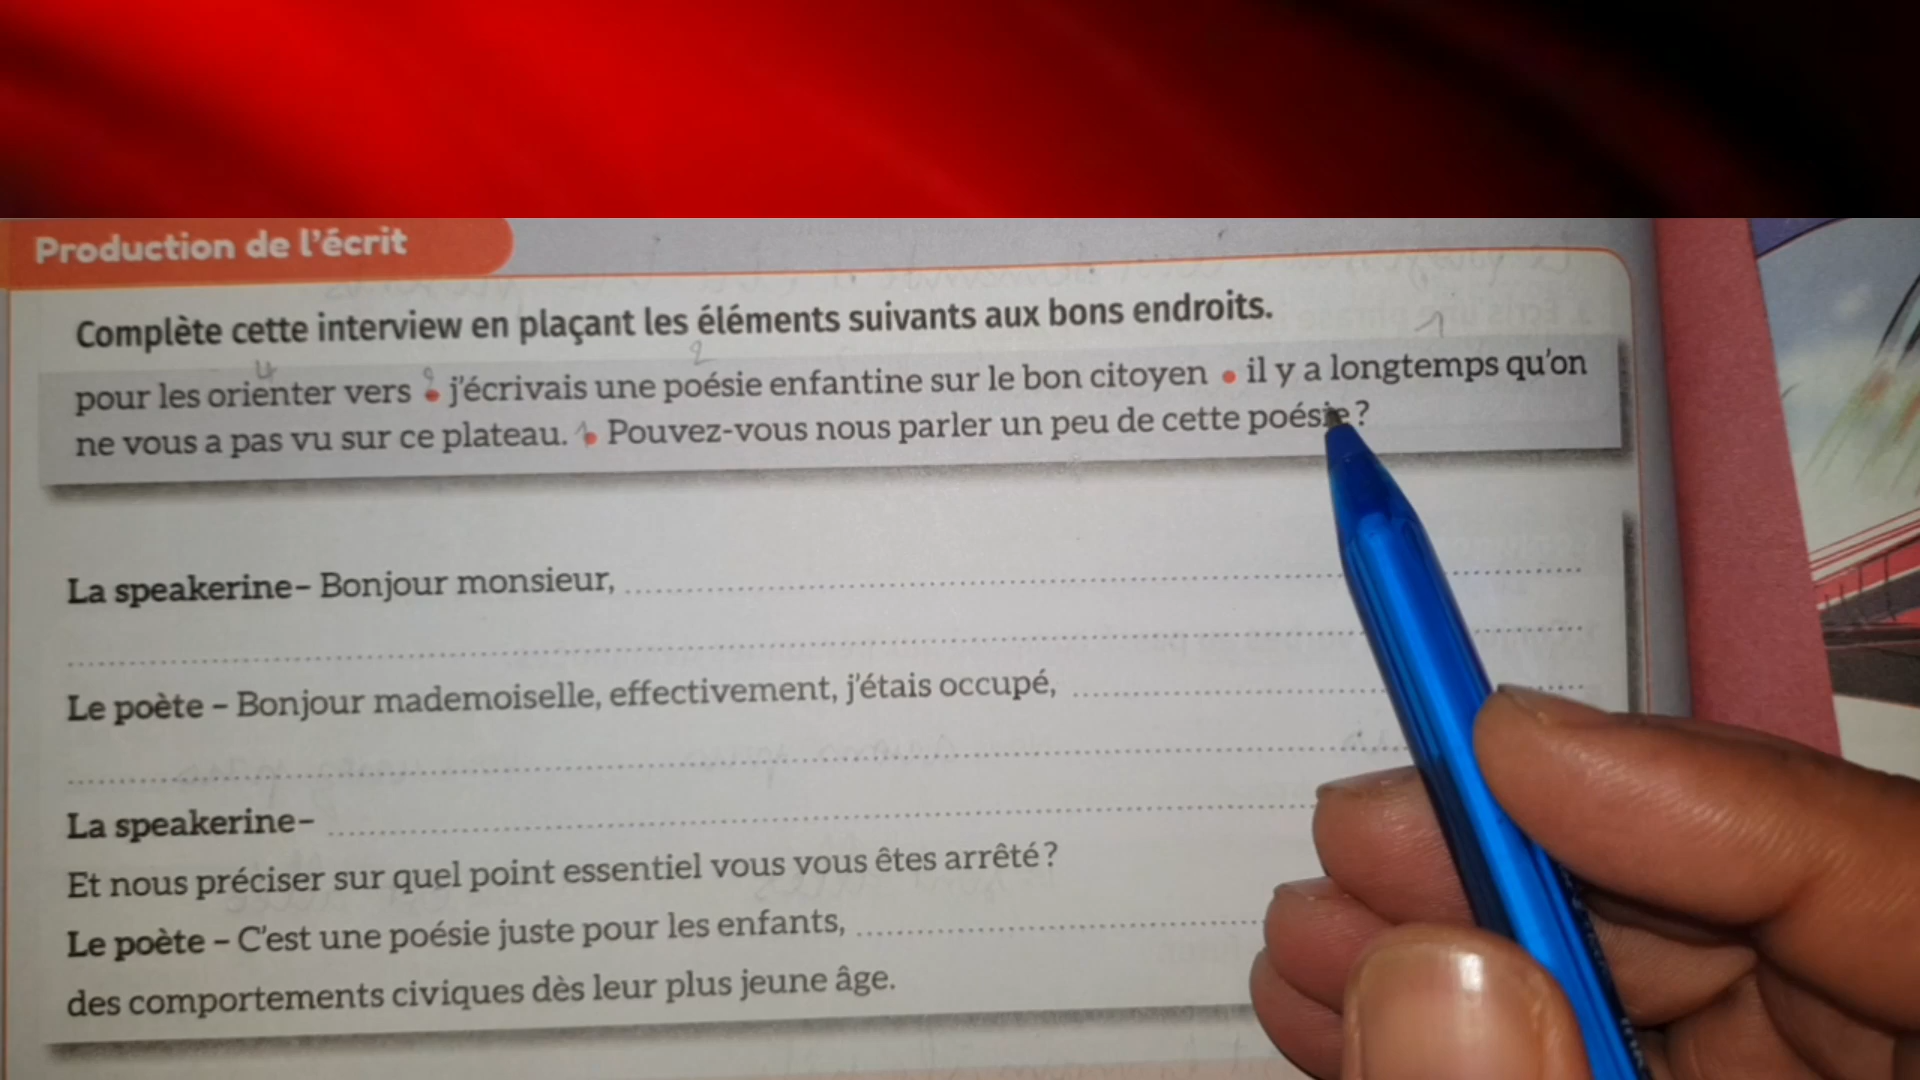 Production de l'écrit
Complète cette interview en plaçant les éléments suivants aux bons endroits.
pour les orienter vers • j'écrivais une poésie enfantine sur le bon citoyen • il y a longtemps qu'on
ne vous a pas vu sur ce plateau. • Pouvez-vous nous parler un peu de cette poésie ?
La speakerine– Bonjour monsieur, ........
........
Le poète – Bonjour mademoiselle, effectivement, j'étais occupé, ........
........
La speakerine– ........
Et nous préciser sur quel point essentiel vous vous êtes arrêté ?
Le poète – C'est une poésie juste pour les enfants, ........
des comportements civiques dès leur plus jeune âge.